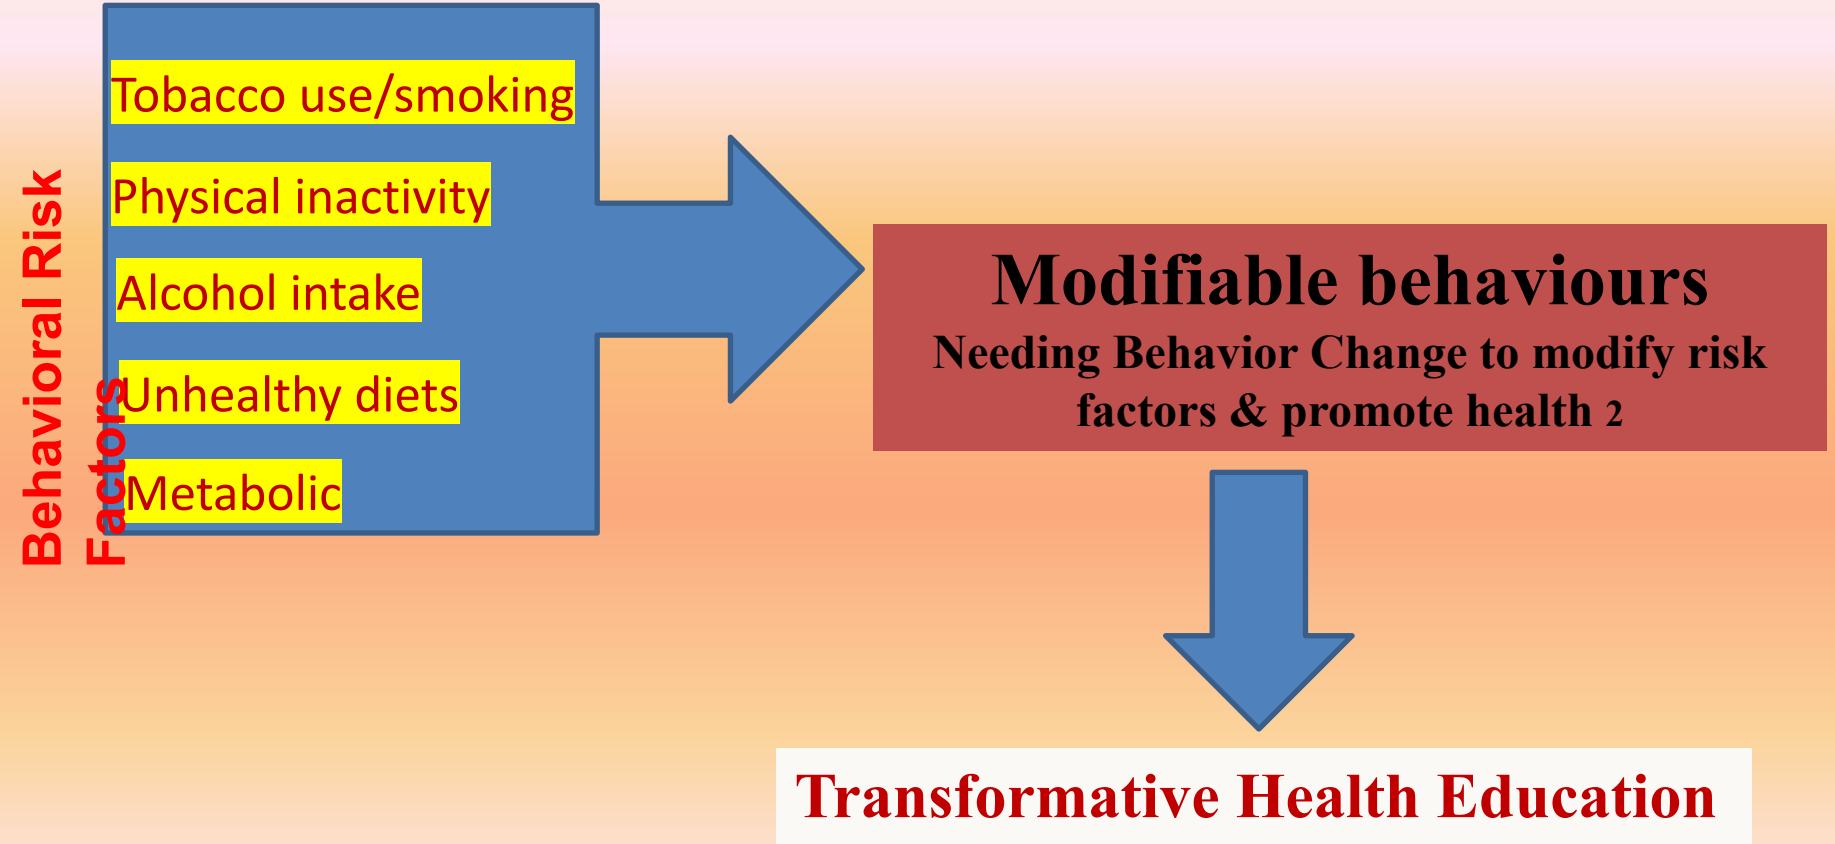 Behavioral Risk
Factors
Tobacco use/smoking
Physical inactivity
Alcohol intake
Unhealthy diets
Metabolic
Modifiable behaviours
Needing Behavior Change to modify risk
factors & promote health 2
Transformative Health Education